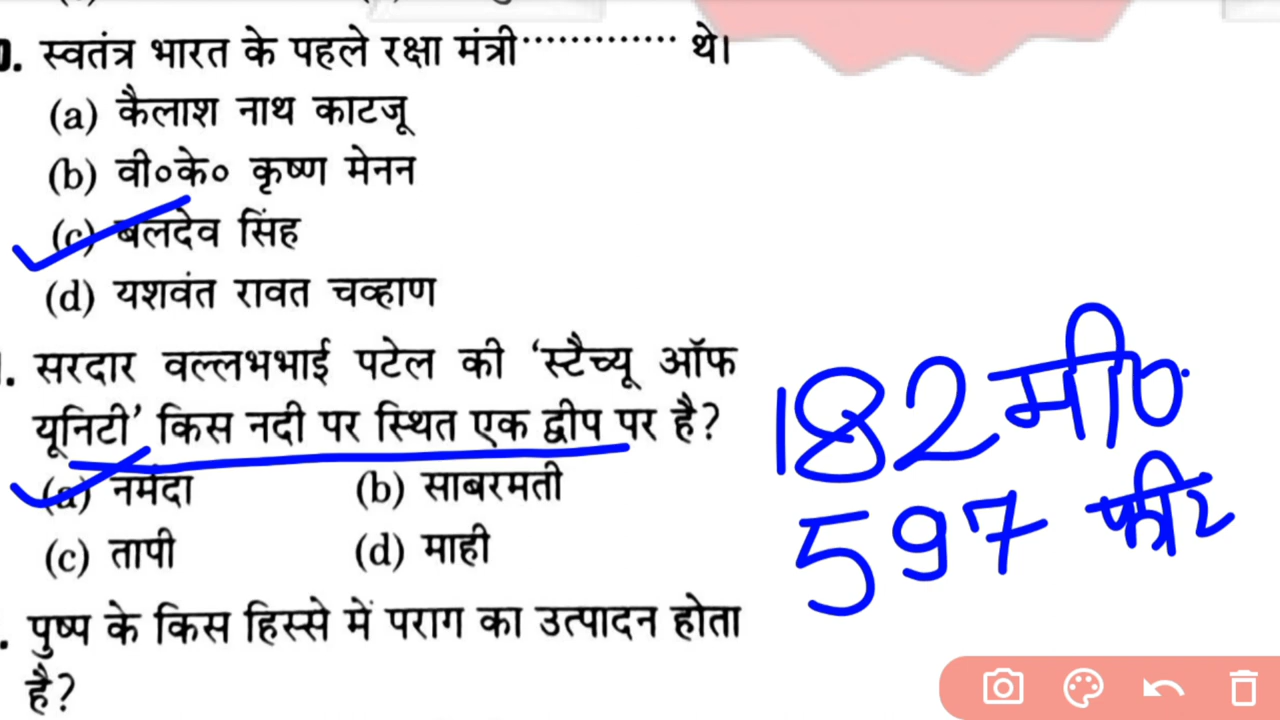 0. स्वतंत्र भारत के पहले रक्षा मंत्री ............. थे।
(a) कैलाश नाथ काटजू
(b) वी०के० कृष्ण मेनन
(c) बलदेव सिंह
(d) यशवंत रावत चव्हाण
. सरदार वल्लभभाई पटेल की ‘स्टैच्यू ऑफ
यूनिटी’ किस नदी पर स्थित एक द्वीप पर है?
(a) नर्मदा (b) साबरमती
(c) तापी (d) माही
. पुष्प के किस हिस्से में पराग का उत्पादन होता
है?
182 मी०
597 फीट